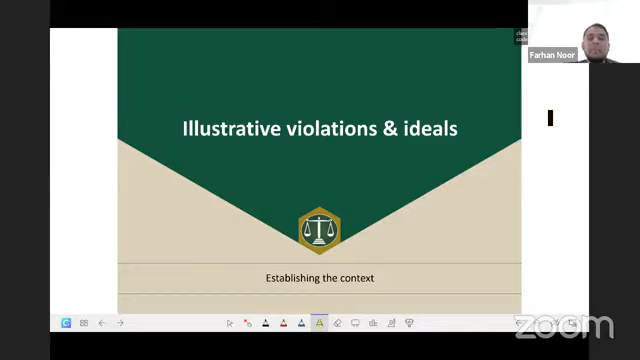 Farhan Noor
Illustrative violations & ideals
Establishing the context
zoom